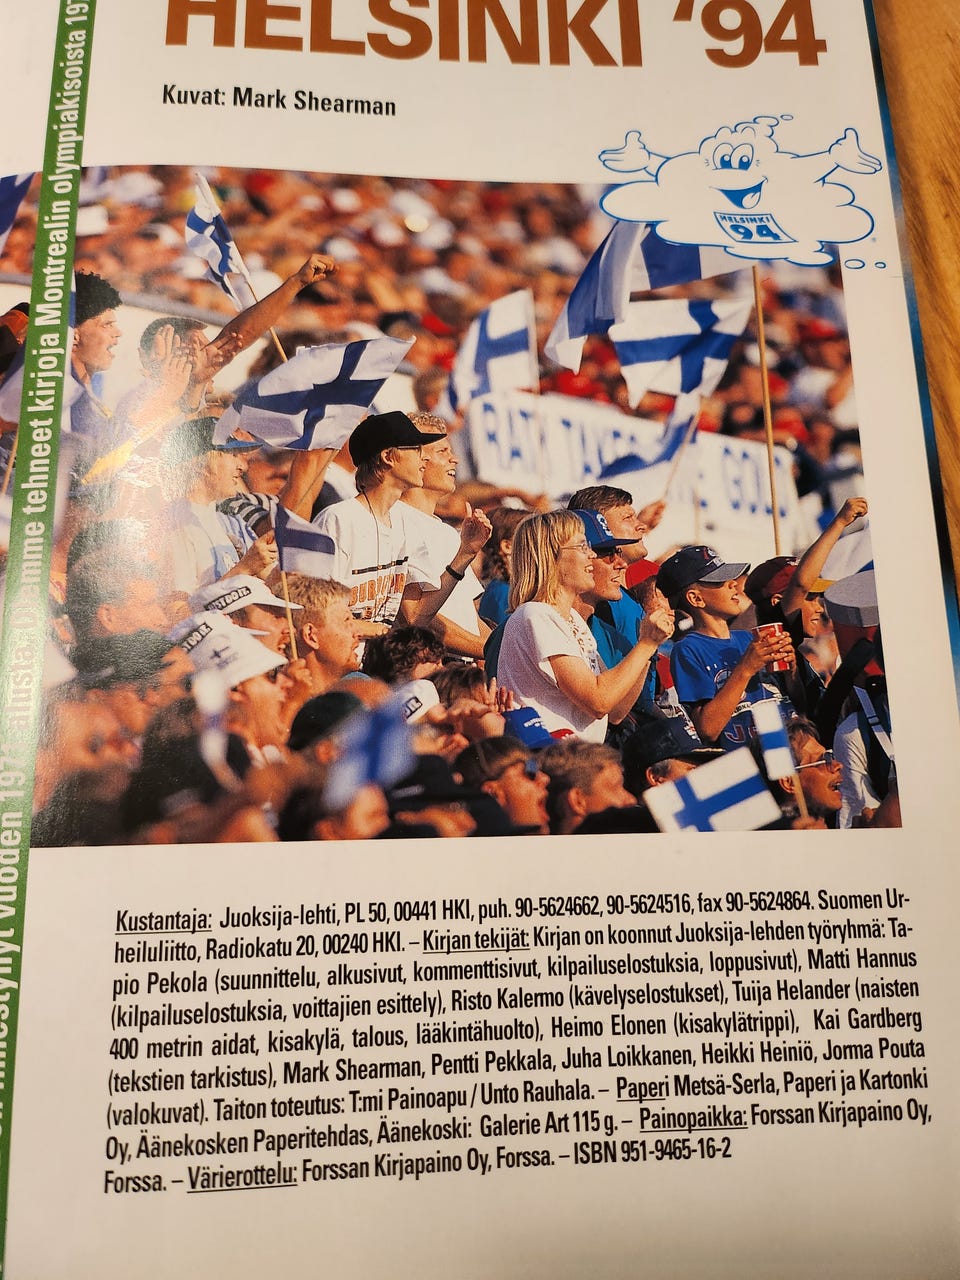 HELSINKI '94
Kuvat: Mark Shearman
HELSINKI
94
tehneet kirjoja Montrealin olympiakisoista
RATI TAKES THE GOLD
Kustantaja: Juoksija-lehti, PL 50, 00441 HKI, puh. 90-5624662, 90-5624516, fax 90-5624864. Suomen Ur-
heiluliitto, Radiokatu 20, 00240 HKI. – Kirjan tekijät: Kirjan on koonnut Juoksija-lehden työryhmä: Ta-
pio Pekola (suunnittelu, alkusivut, kommenttisivut, kilpailuselostuksia, loppusivut), Matti Hannus
(kilpailuselostuksia, voittajien esittely), Risto Kalermo (kävelyselostukset), Tuija Helander (naisten
400 metrin aidat, kisakylä, talous, lääkintähuolto), Heimo Elonen (kisakylätrippi), Kai Gardberg
(tekstien tarkistus), Mark Shearman, Pentti Pekkala, Juha Loikkanen, Heikki Heiniö, Jorma Pouta
(valokuvat). Taiton toteutus: T:mi Painoapu / Unto Rauhala. – Paperi Metsä-Serla, Paperi ja Kartonki
Oy, Äänekosken Paperitehdas, Äänekoski: Galerie Art 115 g. – Painopaikka: Forssan Kirjapaino Oy,
Forssa. – Värierottelu: Forssan Kirjapaino Oy, Forssa. – ISBN 951-9465-16-2